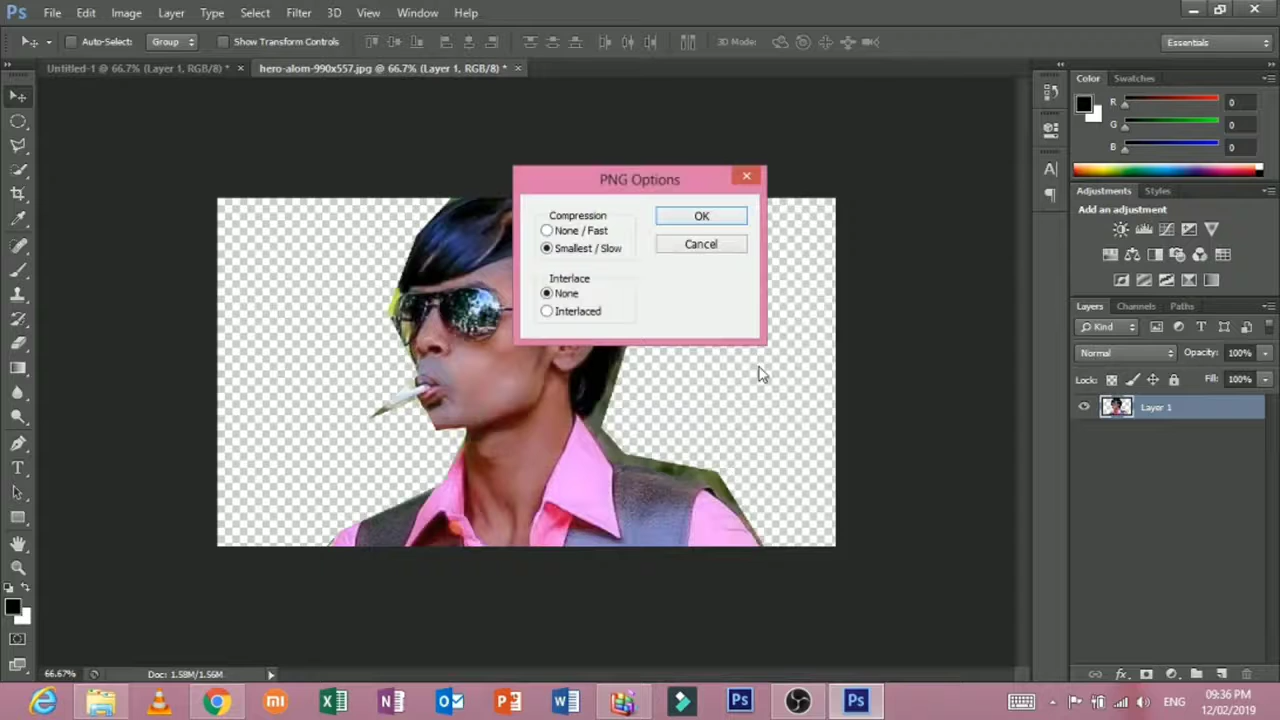 Ps File Edit Image Layer Type Select Filter 3D View Window Help
Auto-Select: Group Show Transform Controls 3D Mode: Essentials
Untitled-1 @ 66.7% (Layer 1, RGB/8) * × hero-alom-990x557.jpg @ 66.7% (Layer 1, RGB/8) * ×
Color Swatches
R 0
G 0
B 0
PNG Options
Compression
None / Fast
Smallest / Slow
OK
Cancel
Interlace
None
Interlaced
Adjustments Styles
Add an adjustment
Layers Channels Paths
Kind
Normal Opacity: 100%
Lock: Fill: 100%
Layer 1
66.67% Doc: 1.58M/1.56M
ENG
09:36 PM
12/02/2019